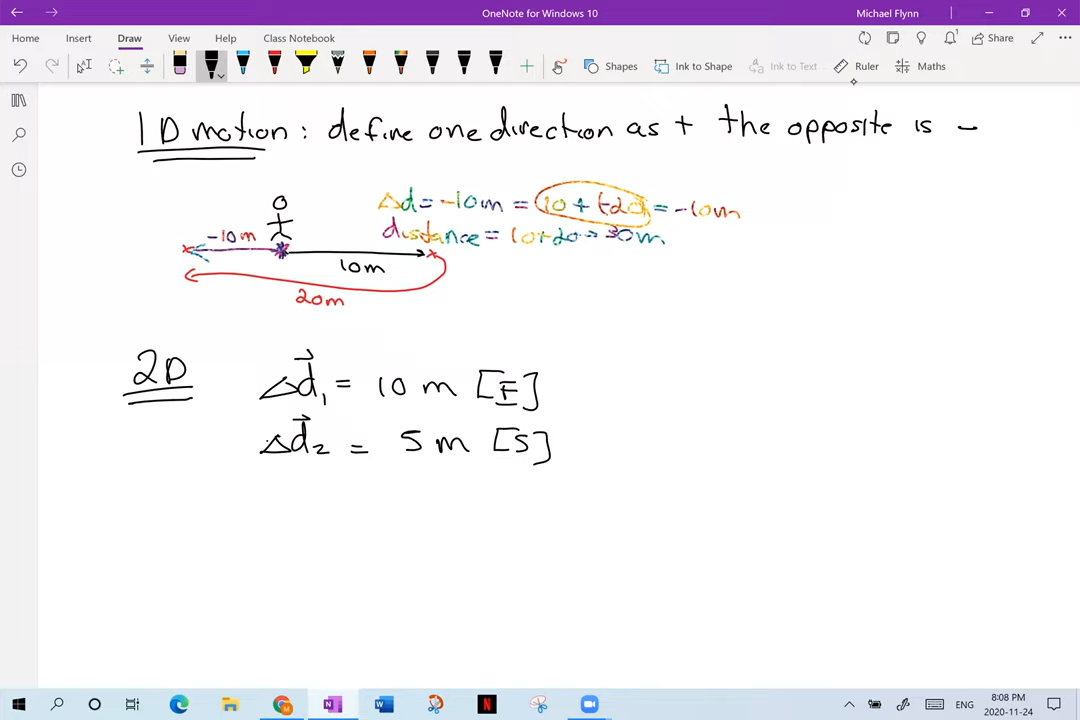 OneNote for Windows 10
Michael Flynn
Home Insert Draw View Help Class Notebook
Share
Shapes Ink to Shape Ink to Text Ruler Maths
1D motion: define one direction as + the opposite is -
Δd = -10m = 10 + (-20) = -10m
distance = 10+20 → 30m
-10m
10m
20m
2D
Δd⃗₁ = 10 m [E]
Δd⃗₂ = 5 m [S]
ENG
8:08 PM
2020-11-24